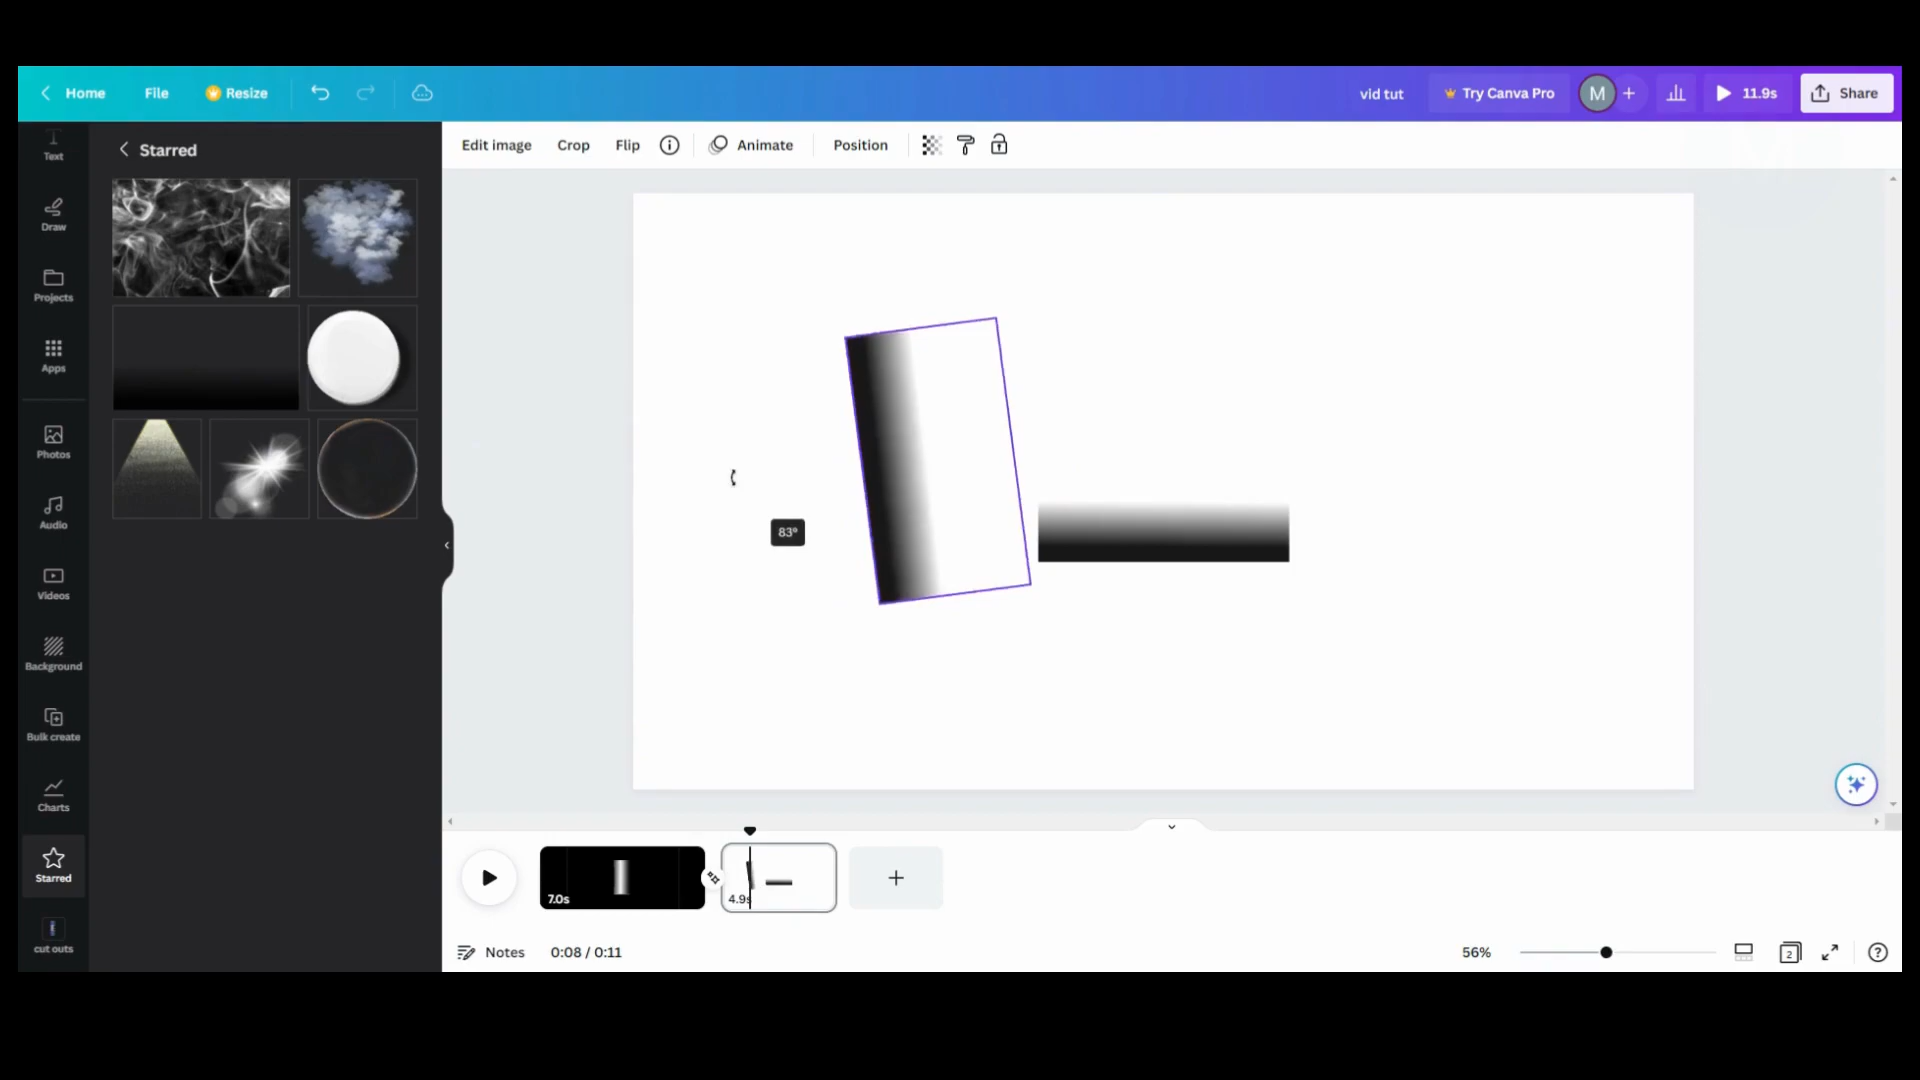 Home File Resize vid tut Try Canva Pro M + 11.9s Share
Text
Starred
Edit image Crop Flip Animate Position
Draw
Projects
Apps
Photos
Audio
83°
Videos
Background
Bulk create
Charts
Starred
7.0s 4.9s
cut outs
Notes 0:08 / 0:11 56% 2 ?